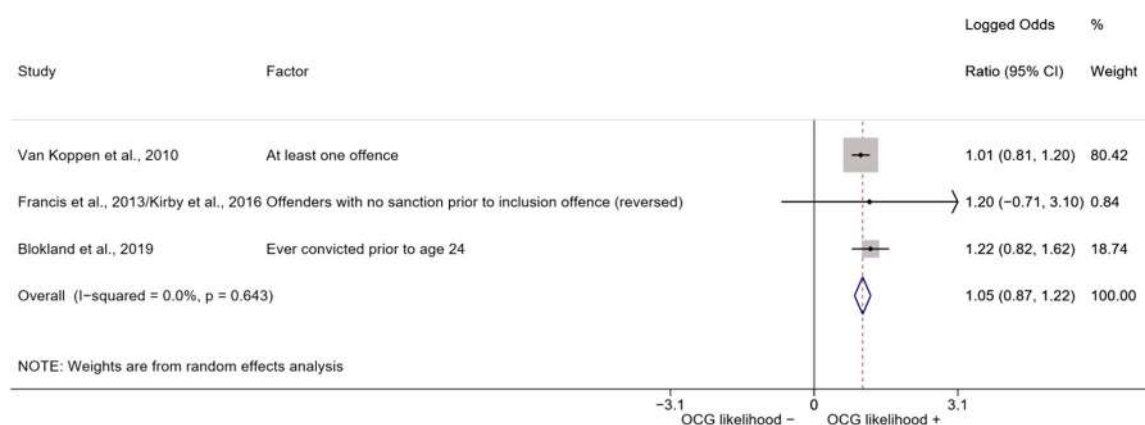 Logged Odds %
Study Factor Ratio (95% CI) Weight
Van Koppen et al., 2010 At least one offence 1.01 (0.81, 1.20) 80.42
Francis et al., 2013/Kirby et al., 2016 Offenders with no sanction prior to inclusion offence (reversed) 1.20 (−0.71, 3.10) 0.84
Blokland et al., 2019 Ever convicted prior to age 24 1.22 (0.82, 1.62) 18.74
Overall (I−squared = 0.0%, p = 0.643) 1.05 (0.87, 1.22) 100.00
NOTE: Weights are from random effects analysis
−3.1 0 3.1
OCG likelihood − OCG likelihood +